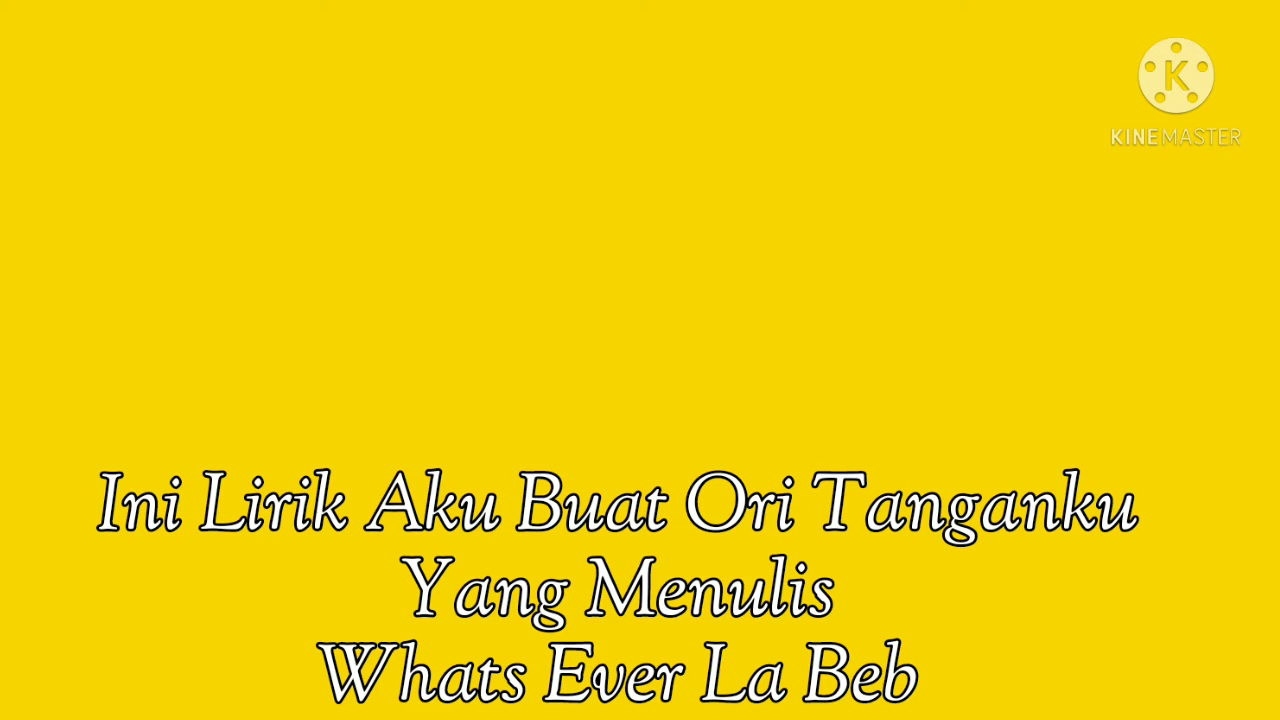 K
KINEMASTER
Ini Lirik Aku Buat Ori Tanganku
Yang Menulis
Whats Ever La Beb